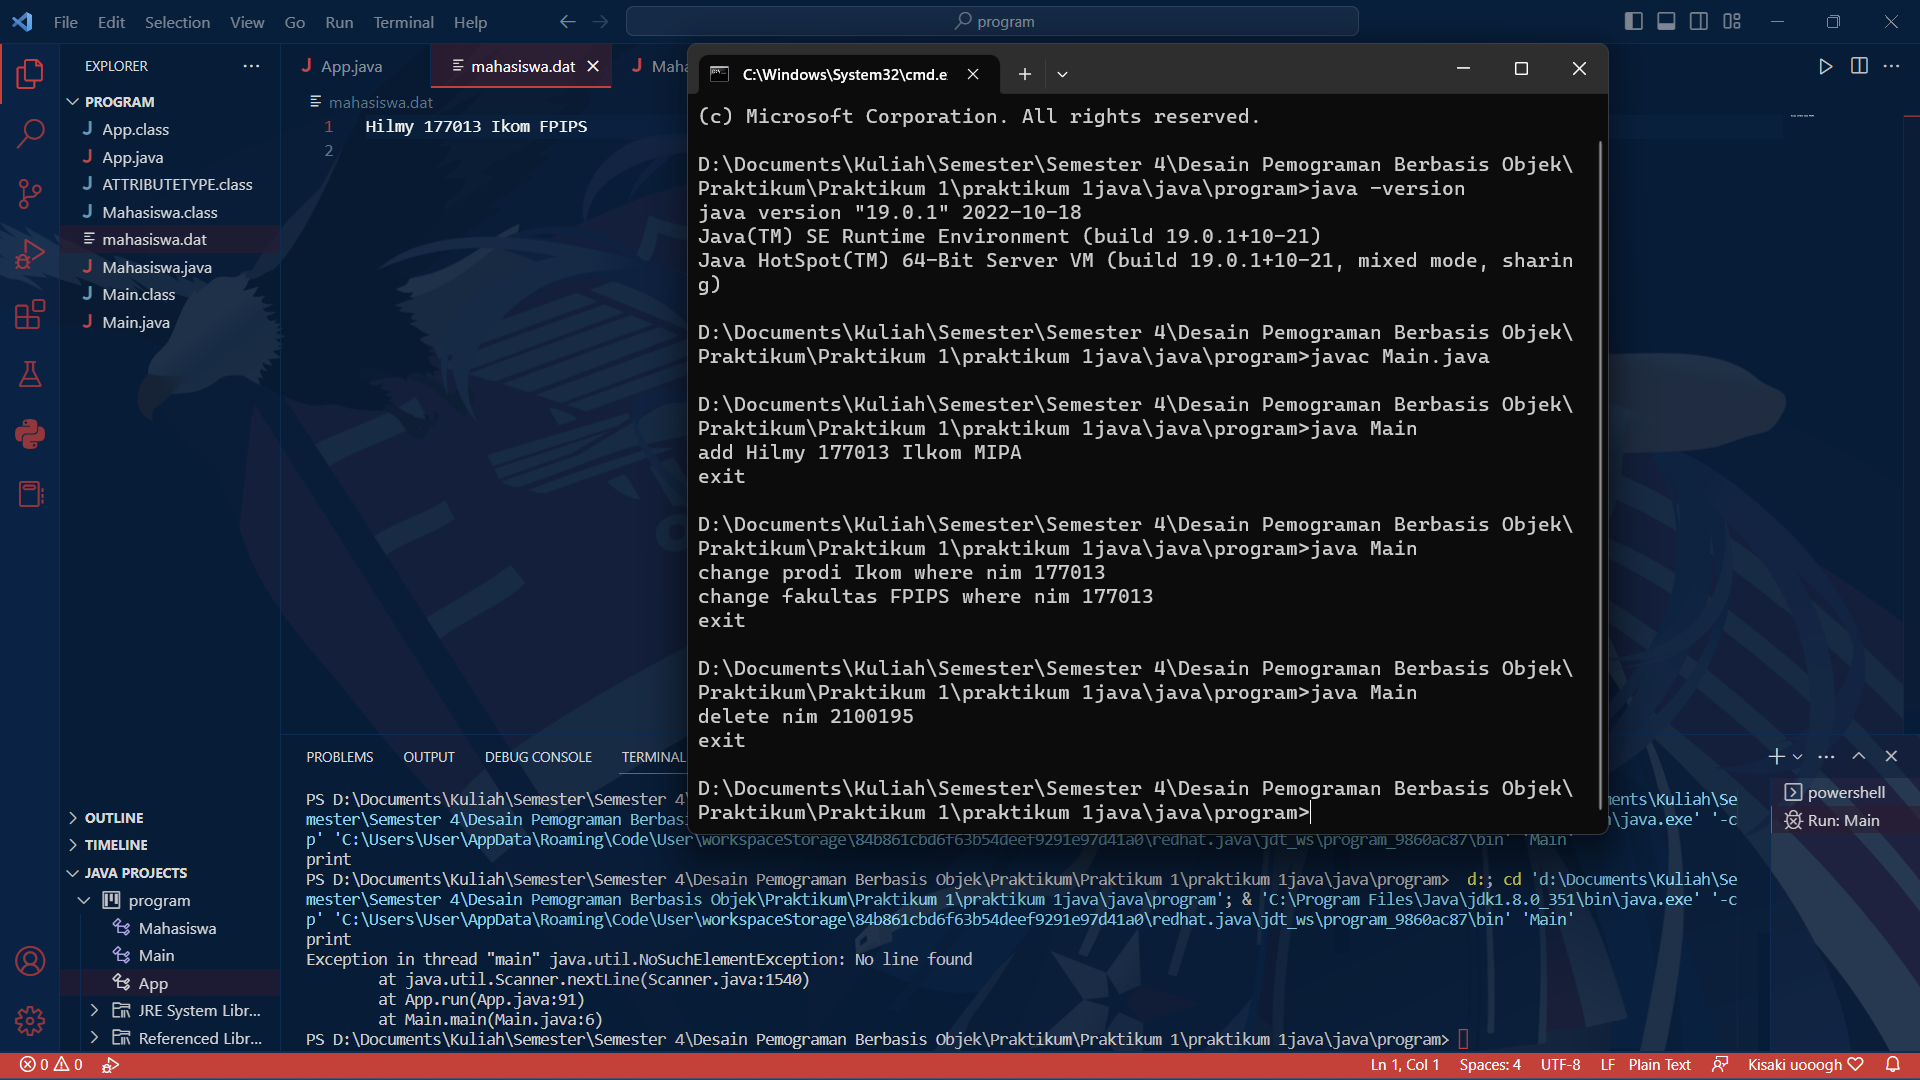 File Edit Selection View Go Run Terminal Help
program
EXPLORER
PROGRAM
App.class
App.java
ATTRIBUTETYPE.class
Mahasiswa.class
mahasiswa.dat
Mahasiswa.java
Main.class
Main.java
OUTLINE
TIMELINE
JAVA PROJECTS
program
Mahasiswa
Main
App
JRE System Libr...
Referenced Libr...
App.java
mahasiswa.dat
mahasiswa.dat
1 Hilmy 177013 Ikom FPIPS
2
C:\Windows\System32\cmd.e
(c) Microsoft Corporation. All rights reserved.
D:\Documents\Kuliah\Semester\Semester 4\Desain Pemograman Berbasis Objek\
Praktikum\Praktikum 1\praktikum 1java\java\program>java -version
java version "19.0.1" 2022-10-18
Java(TM) SE Runtime Environment (build 19.0.1+10-21)
Java HotSpot(TM) 64-Bit Server VM (build 19.0.1+10-21, mixed mode, sharin
g)
D:\Documents\Kuliah\Semester\Semester 4\Desain Pemograman Berbasis Objek\
Praktikum\Praktikum 1\praktikum 1java\java\program>javac Main.java
D:\Documents\Kuliah\Semester\Semester 4\Desain Pemograman Berbasis Objek\
Praktikum\Praktikum 1\praktikum 1java\java\program>java Main
add Hilmy 177013 Ilkom MIPA
exit
D:\Documents\Kuliah\Semester\Semester 4\Desain Pemograman Berbasis Objek\
Praktikum\Praktikum 1\praktikum 1java\java\program>java Main
change prodi Ikom where nim 177013
change fakultas FPIPS where nim 177013
exit
D:\Documents\Kuliah\Semester\Semester 4\Desain Pemograman Berbasis Objek\
Praktikum\Praktikum 1\praktikum 1java\java\program>java Main
delete nim 2100195
exit
D:\Documents\Kuliah\Semester\Semester 4\Desain Pemograman Berbasis Objek\
Praktikum\Praktikum 1\praktikum 1java\java\program>
PROBLEMS OUTPUT DEBUG CONSOLE TERMINAL
powershell
Run: Main
PS D:\Documents\Kuliah\Semester\Semester 4\
mester\Semester 4\Desain Pemograman Berbasi \java.exe' '-c
p' 'C:\Users\User\AppData\Roaming\Code\User\workspaceStorage\84b861cbd6f63b54deef9291e97d41a0\redhat.java\jdt_ws\program_9860ac87\bin' 'Main'
print
PS D:\Documents\Kuliah\Semester\Semester 4\Desain Pemograman Berbasis Objek\Praktikum\Praktikum 1\praktikum 1java\java\program> d:; cd 'd:\Documents\Kuliah\Se
mester\Semester 4\Desain Pemograman Berbasis Objek\Praktikum\Praktikum 1\praktikum 1java\java\program'; & 'C:\Program Files\Java\jdk1.8.0_351\bin\java.exe' '-c
p' 'C:\Users\User\AppData\Roaming\Code\User\workspaceStorage\84b861cbd6f63b54deef9291e97d41a0\redhat.java\jdt_ws\program_9860ac87\bin' 'Main'
print
Exception in thread "main" java.util.NoSuchElementException: No line found
at java.util.Scanner.nextLine(Scanner.java:1540)
at App.run(App.java:91)
at Main.main(Main.java:6)
PS D:\Documents\Kuliah\Semester\Semester 4\Desain Pemograman Berbasis Objek\Praktikum\Praktikum 1\praktikum 1java\java\program>
0 0
Ln 1, Col 1 Spaces: 4 UTF-8 LF Plain Text Kisaki uooogh